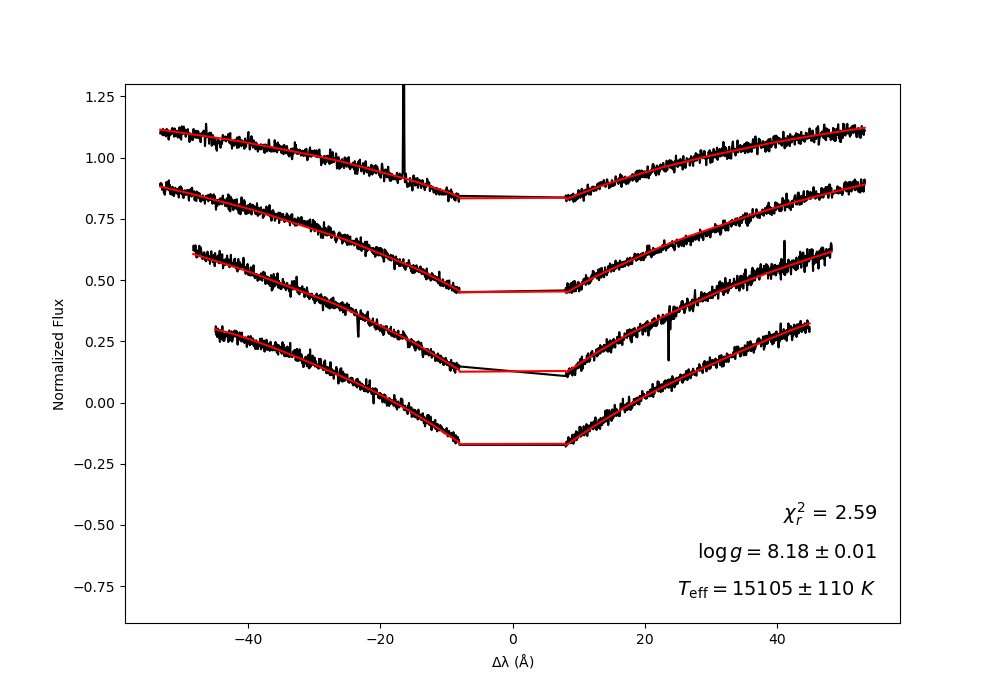 1.25
1.00
0.75
0.50
0.25
0.00
−0.25
−0.50
−0.75
Normalized Flux
χ²ᵣ = 2.59
log g = 8.18 ± 0.01
T_eff = 15105 ± 110 K
−40 −20 0 20 40
Δλ (Å)